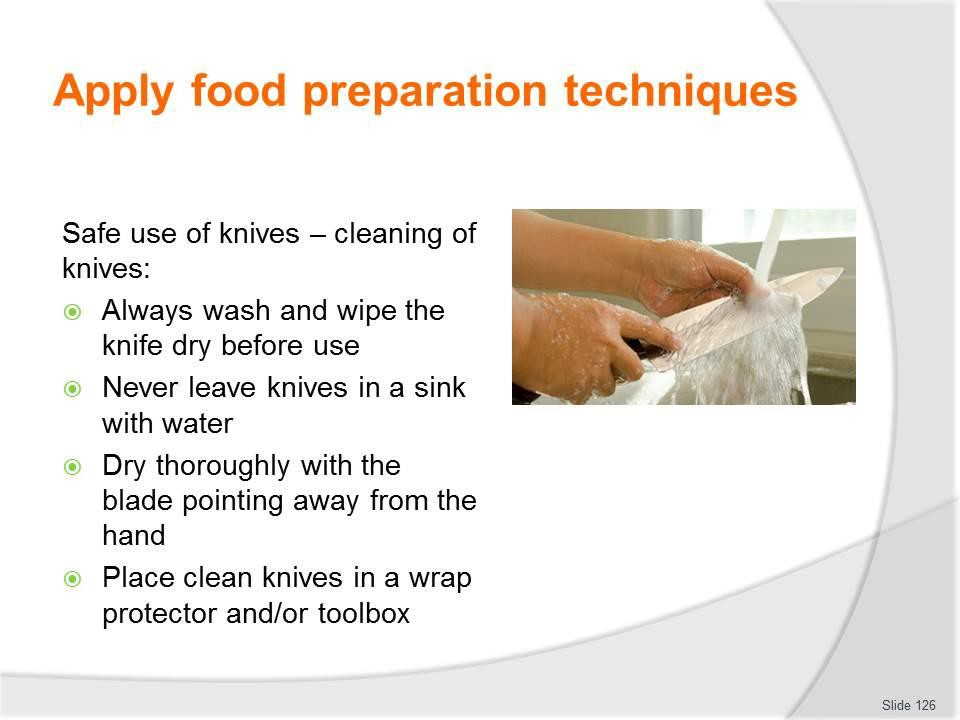 Apply food preparation techniques
Safe use of knives – cleaning of
knives:
Always wash and wipe the
knife dry before use
Never leave knives in a sink
with water
Dry thoroughly with the
blade pointing away from the
hand
Place clean knives in a wrap
protector and/or toolbox
Slide 126